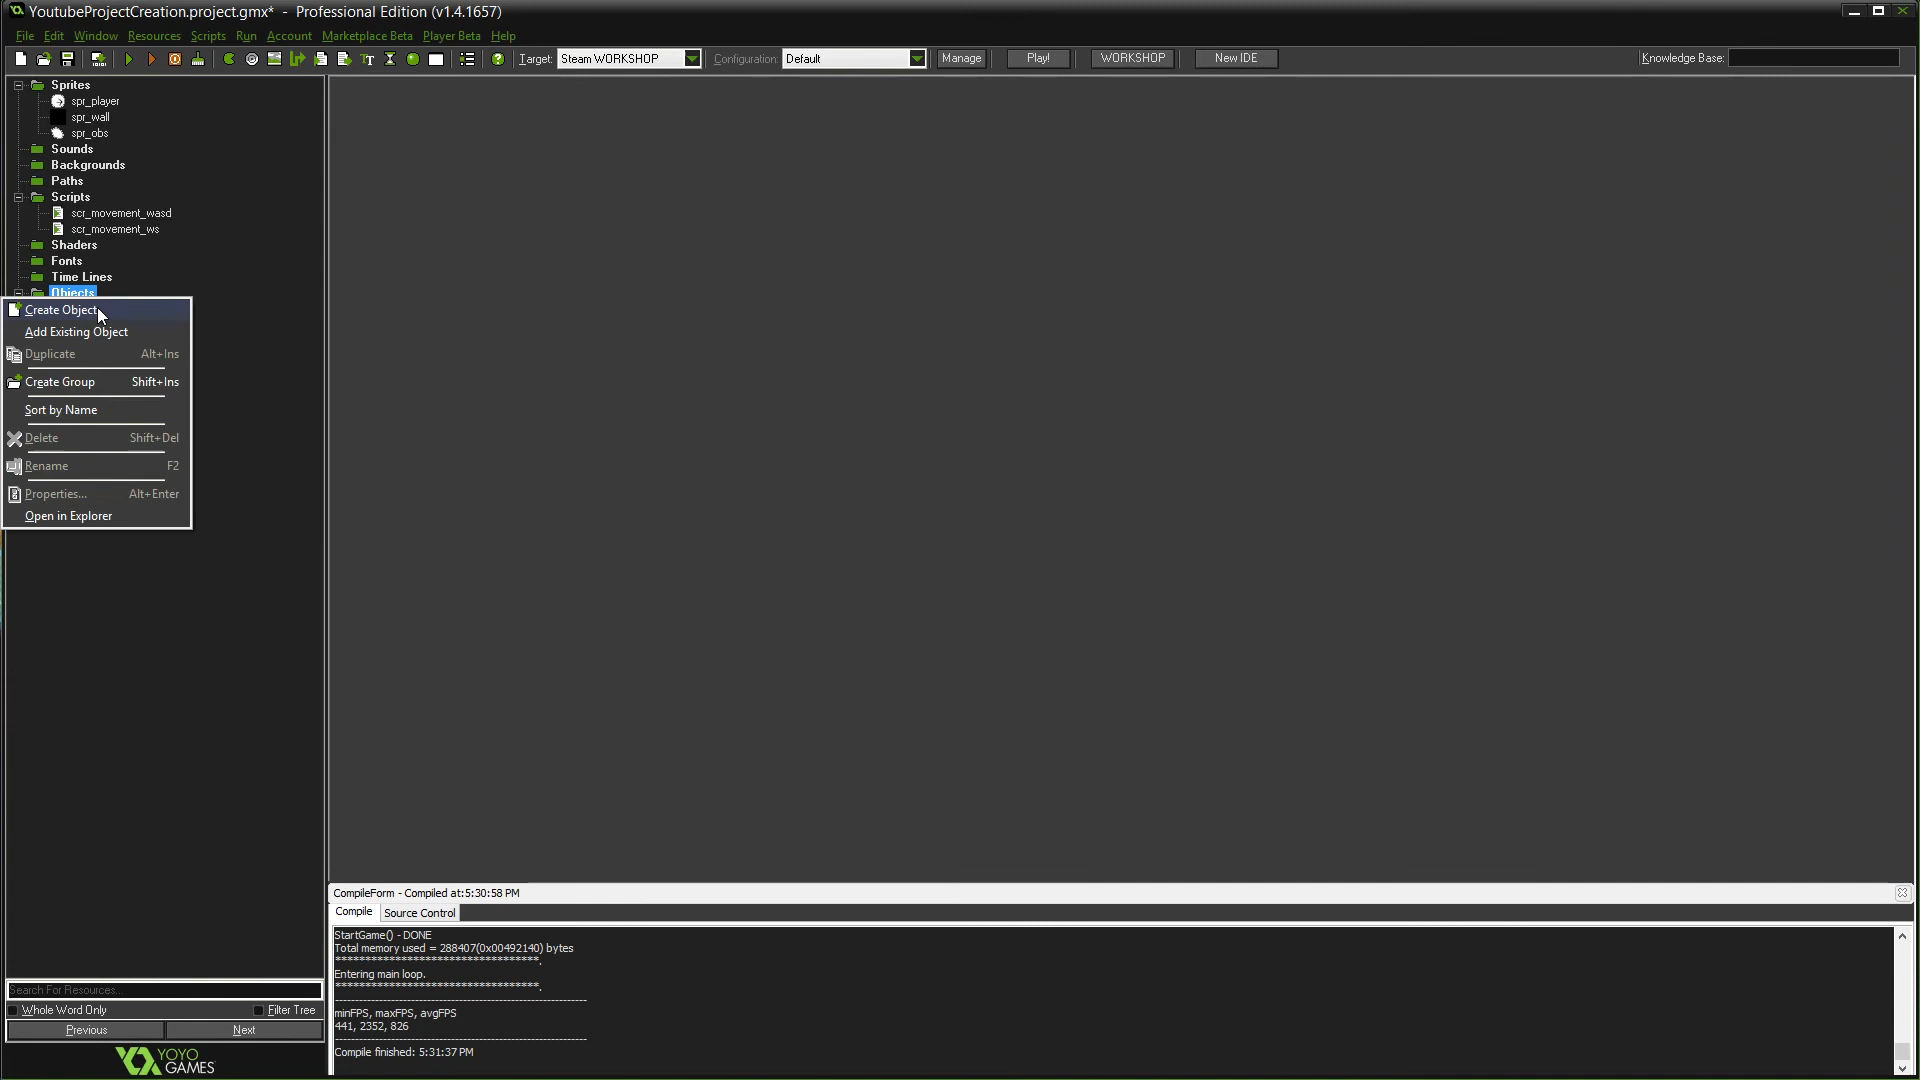 YoutubeProjectCreation.project.gmx* - Professional Edition (v1.4.1657)
File Edit Window Resources Scripts Run Account Marketplace Beta Player Beta Help
Target: Steam WORKSHOP Configuration: Default Manage Play! WORKSHOP New IDE Knowledge Base:
Sprites
spr_player
spr_wall
spr_obs
Sounds
Backgrounds
Paths
Scripts
scr_movement_wasd
scr_movement_ws
Shaders
Fonts
Time Lines
Objects
Create Object
Add Existing Object
Duplicate Alt+Ins
Create Group Shift+Ins
Sort by Name
Delete Shift+Del
Rename F2
Properties... Alt+Enter
Open in Explorer
CompileForm - Compiled at:5:30:58 PM
Compile Source Control
StartGame() - DONE
Total memory used = 288407(0x00492140) bytes
**********************************.
Entering main loop.
**********************************.
----------------------------------------------------------------
minFPS, maxFPS, avgFPS
441, 2352, 826
----------------------------------------------------------------
Compile finished: 5:31:37 PM
Search For Resources...
Whole Word Only Filter Tree
Previous Next
YOYO
GAMES